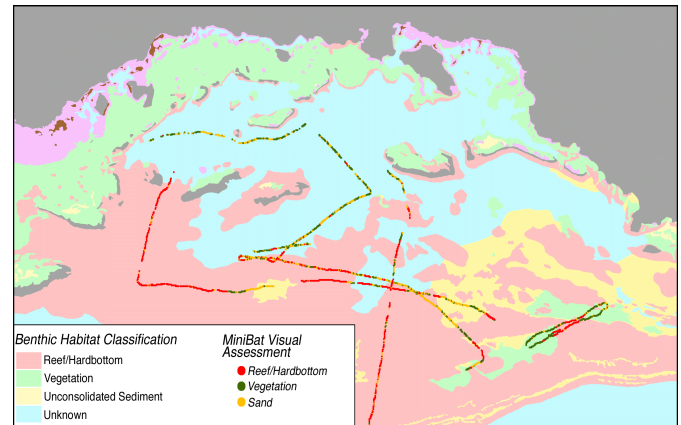 Benthic Habitat Classification
Reef/Hardbottom
Vegetation
Unconsolidated Sediment
Unknown
MiniBat Visual
Assessment
Reef/Hardbottom
Vegetation
Sand